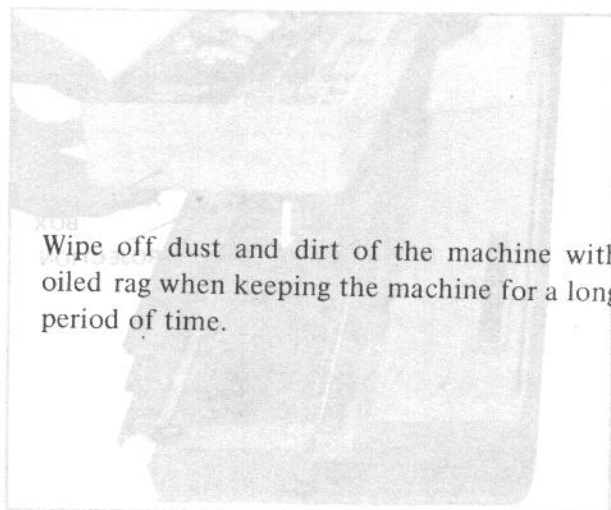 Wipe off dust and dirt of the machine with
oiled rag when keeping the machine for a long
period of time.